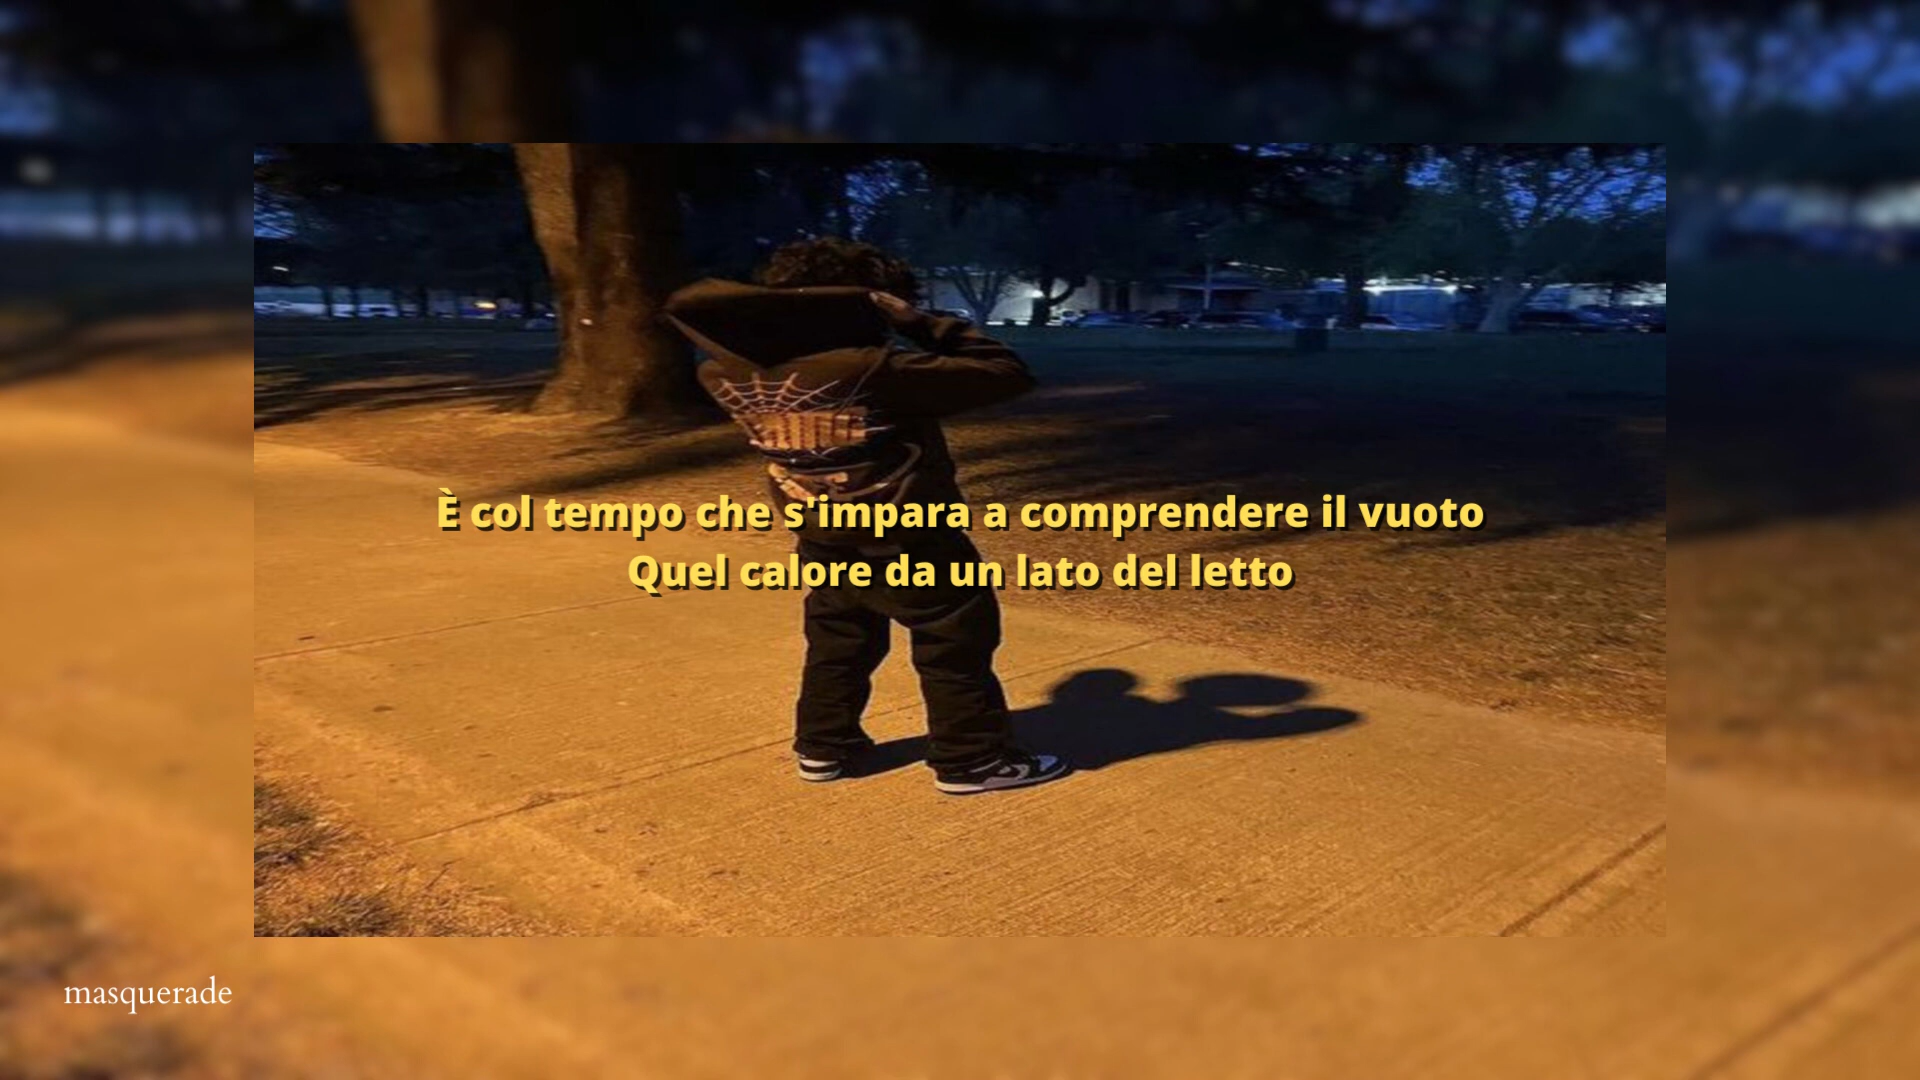 È col tempo che s'impara a comprendere il vuoto
Quel calore da un lato del letto
masquerade